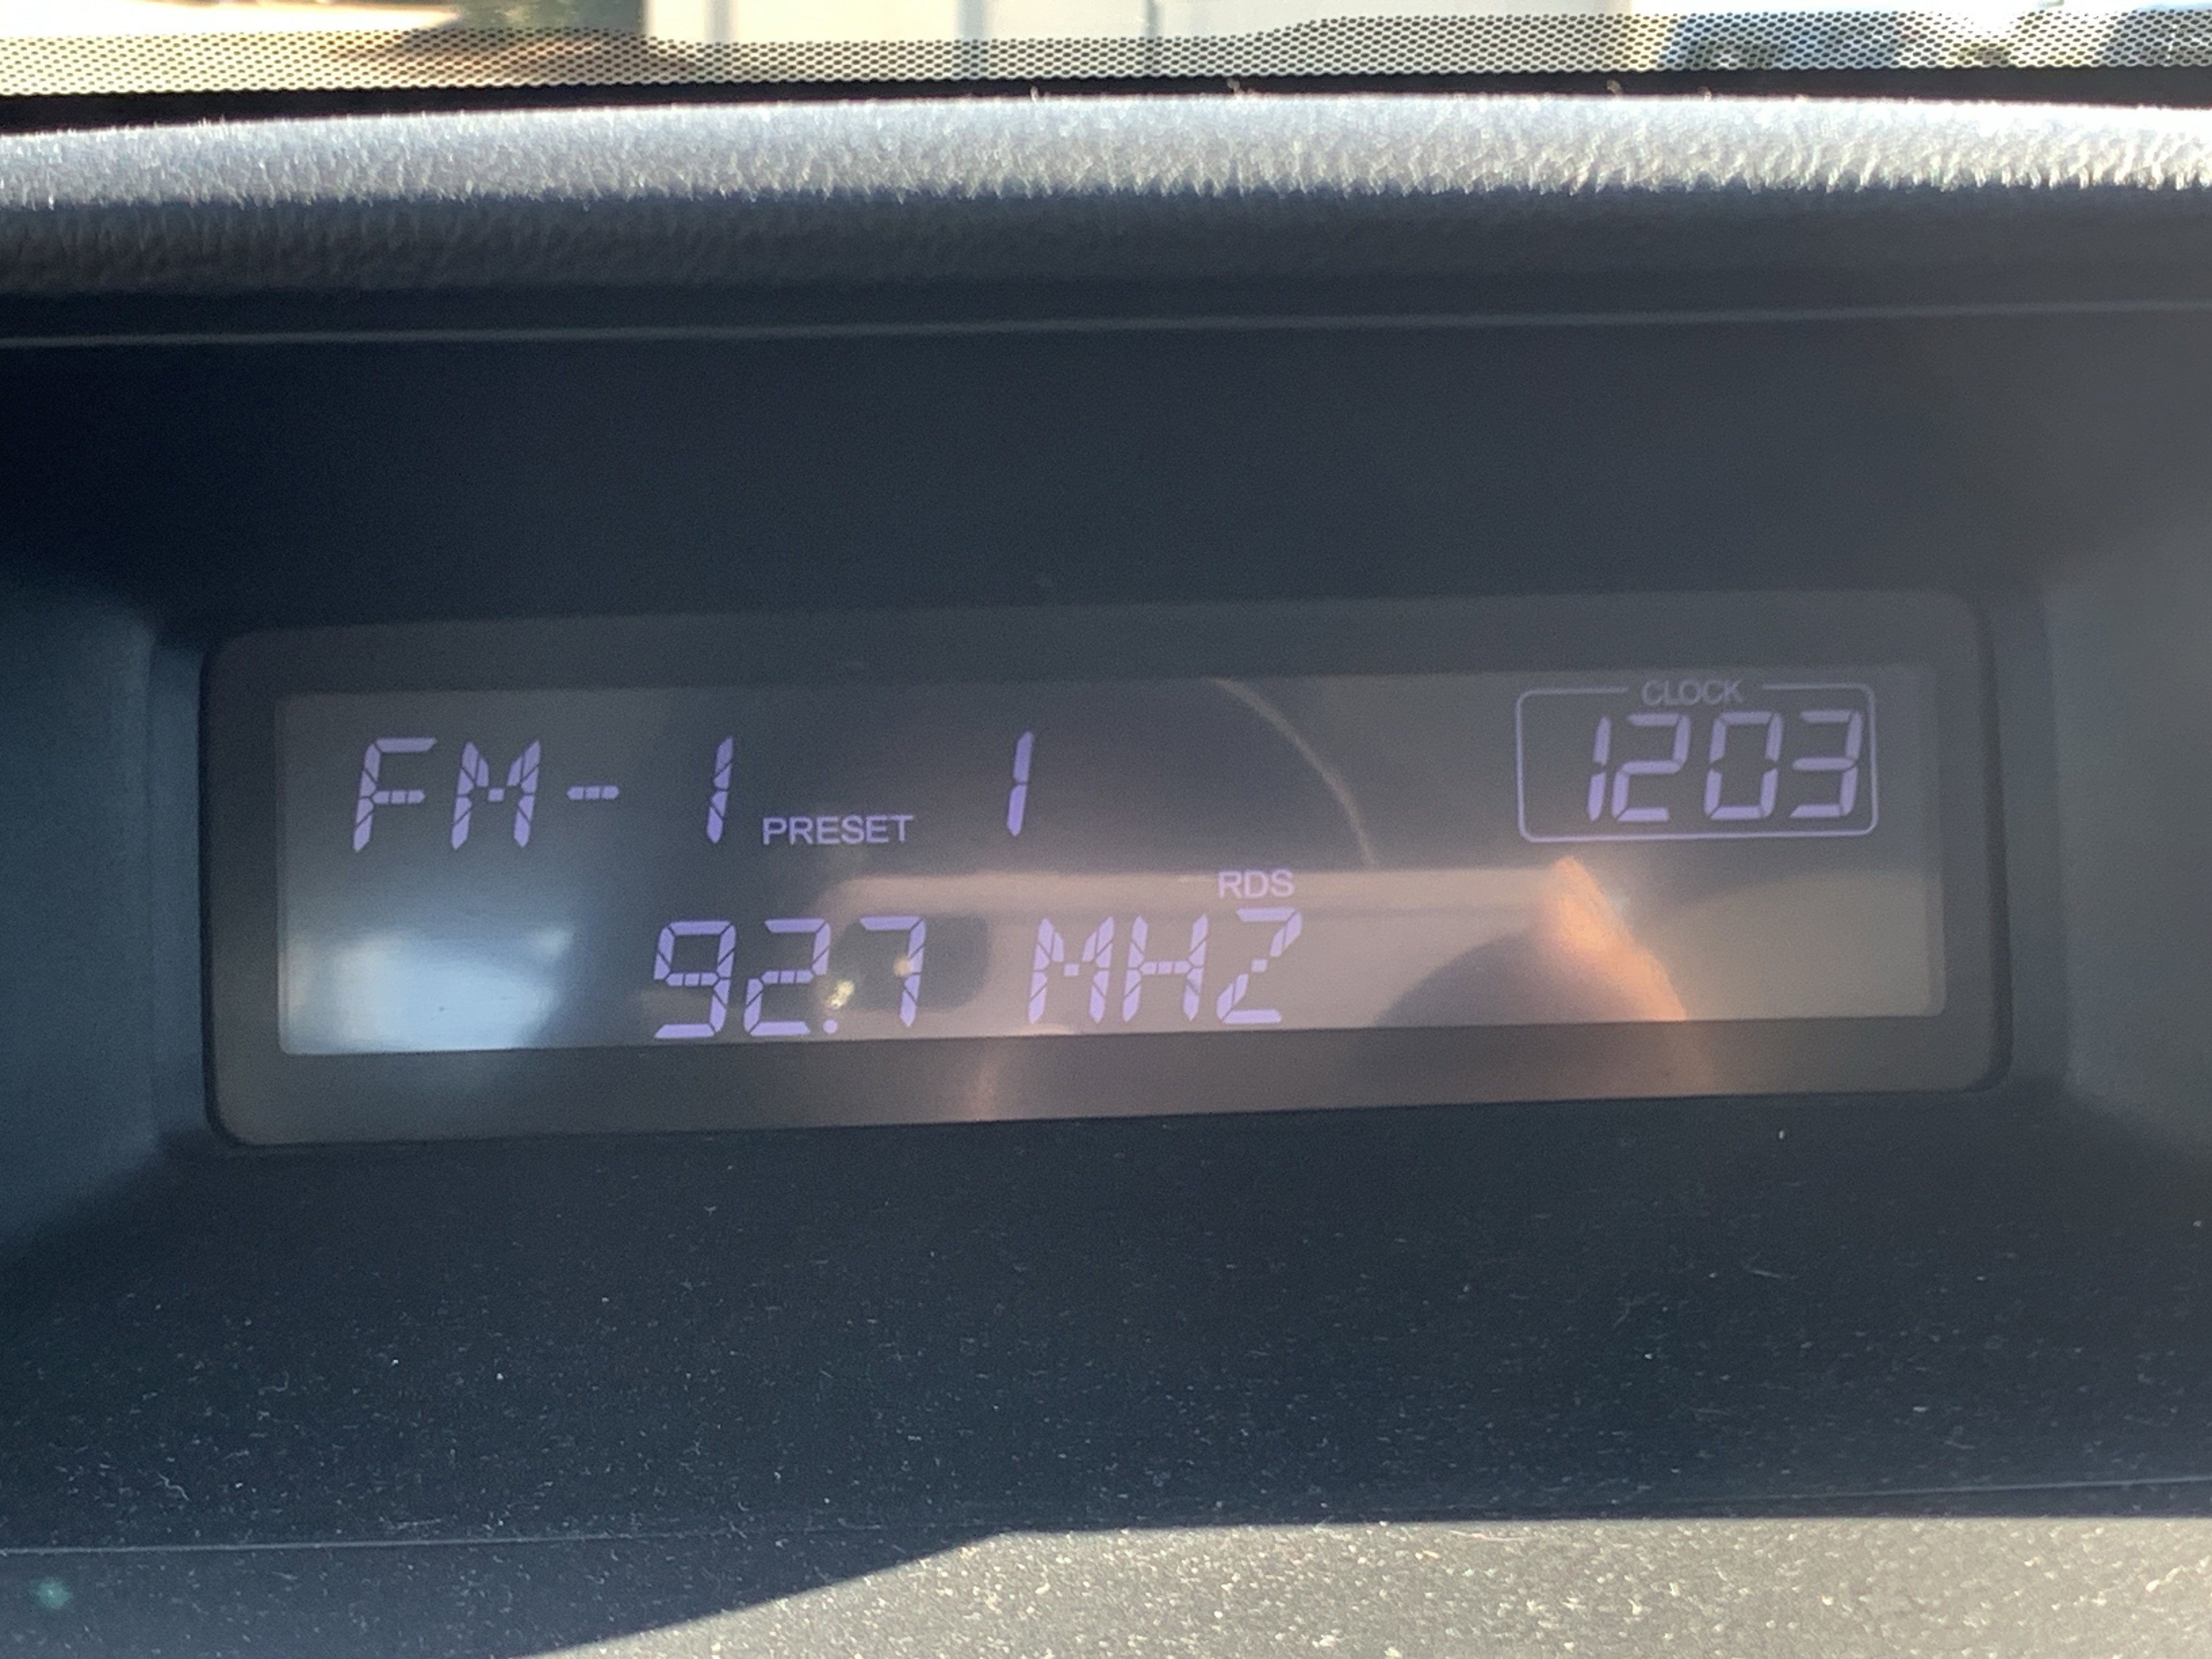 CLOCK
FM-1 PRESET 1 1203
RDS
92.7 MHZ